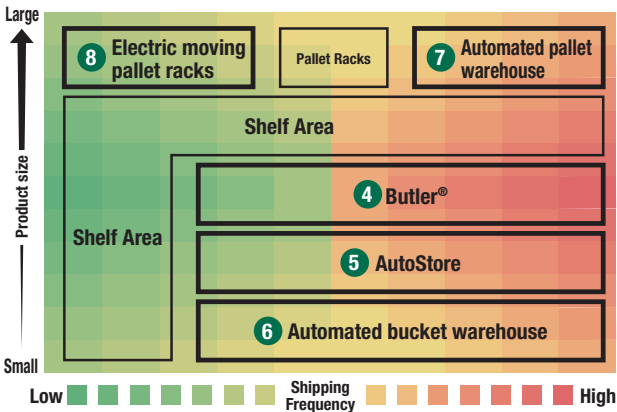 Large
8 Electric moving
pallet racks
Pallet Racks
7 Automated pallet
warehouse
Shelf Area
4 Butler®
Product size
Shelf Area
5 AutoStore
6 Automated bucket warehouse
Small
Low
Shipping
Frequency
High